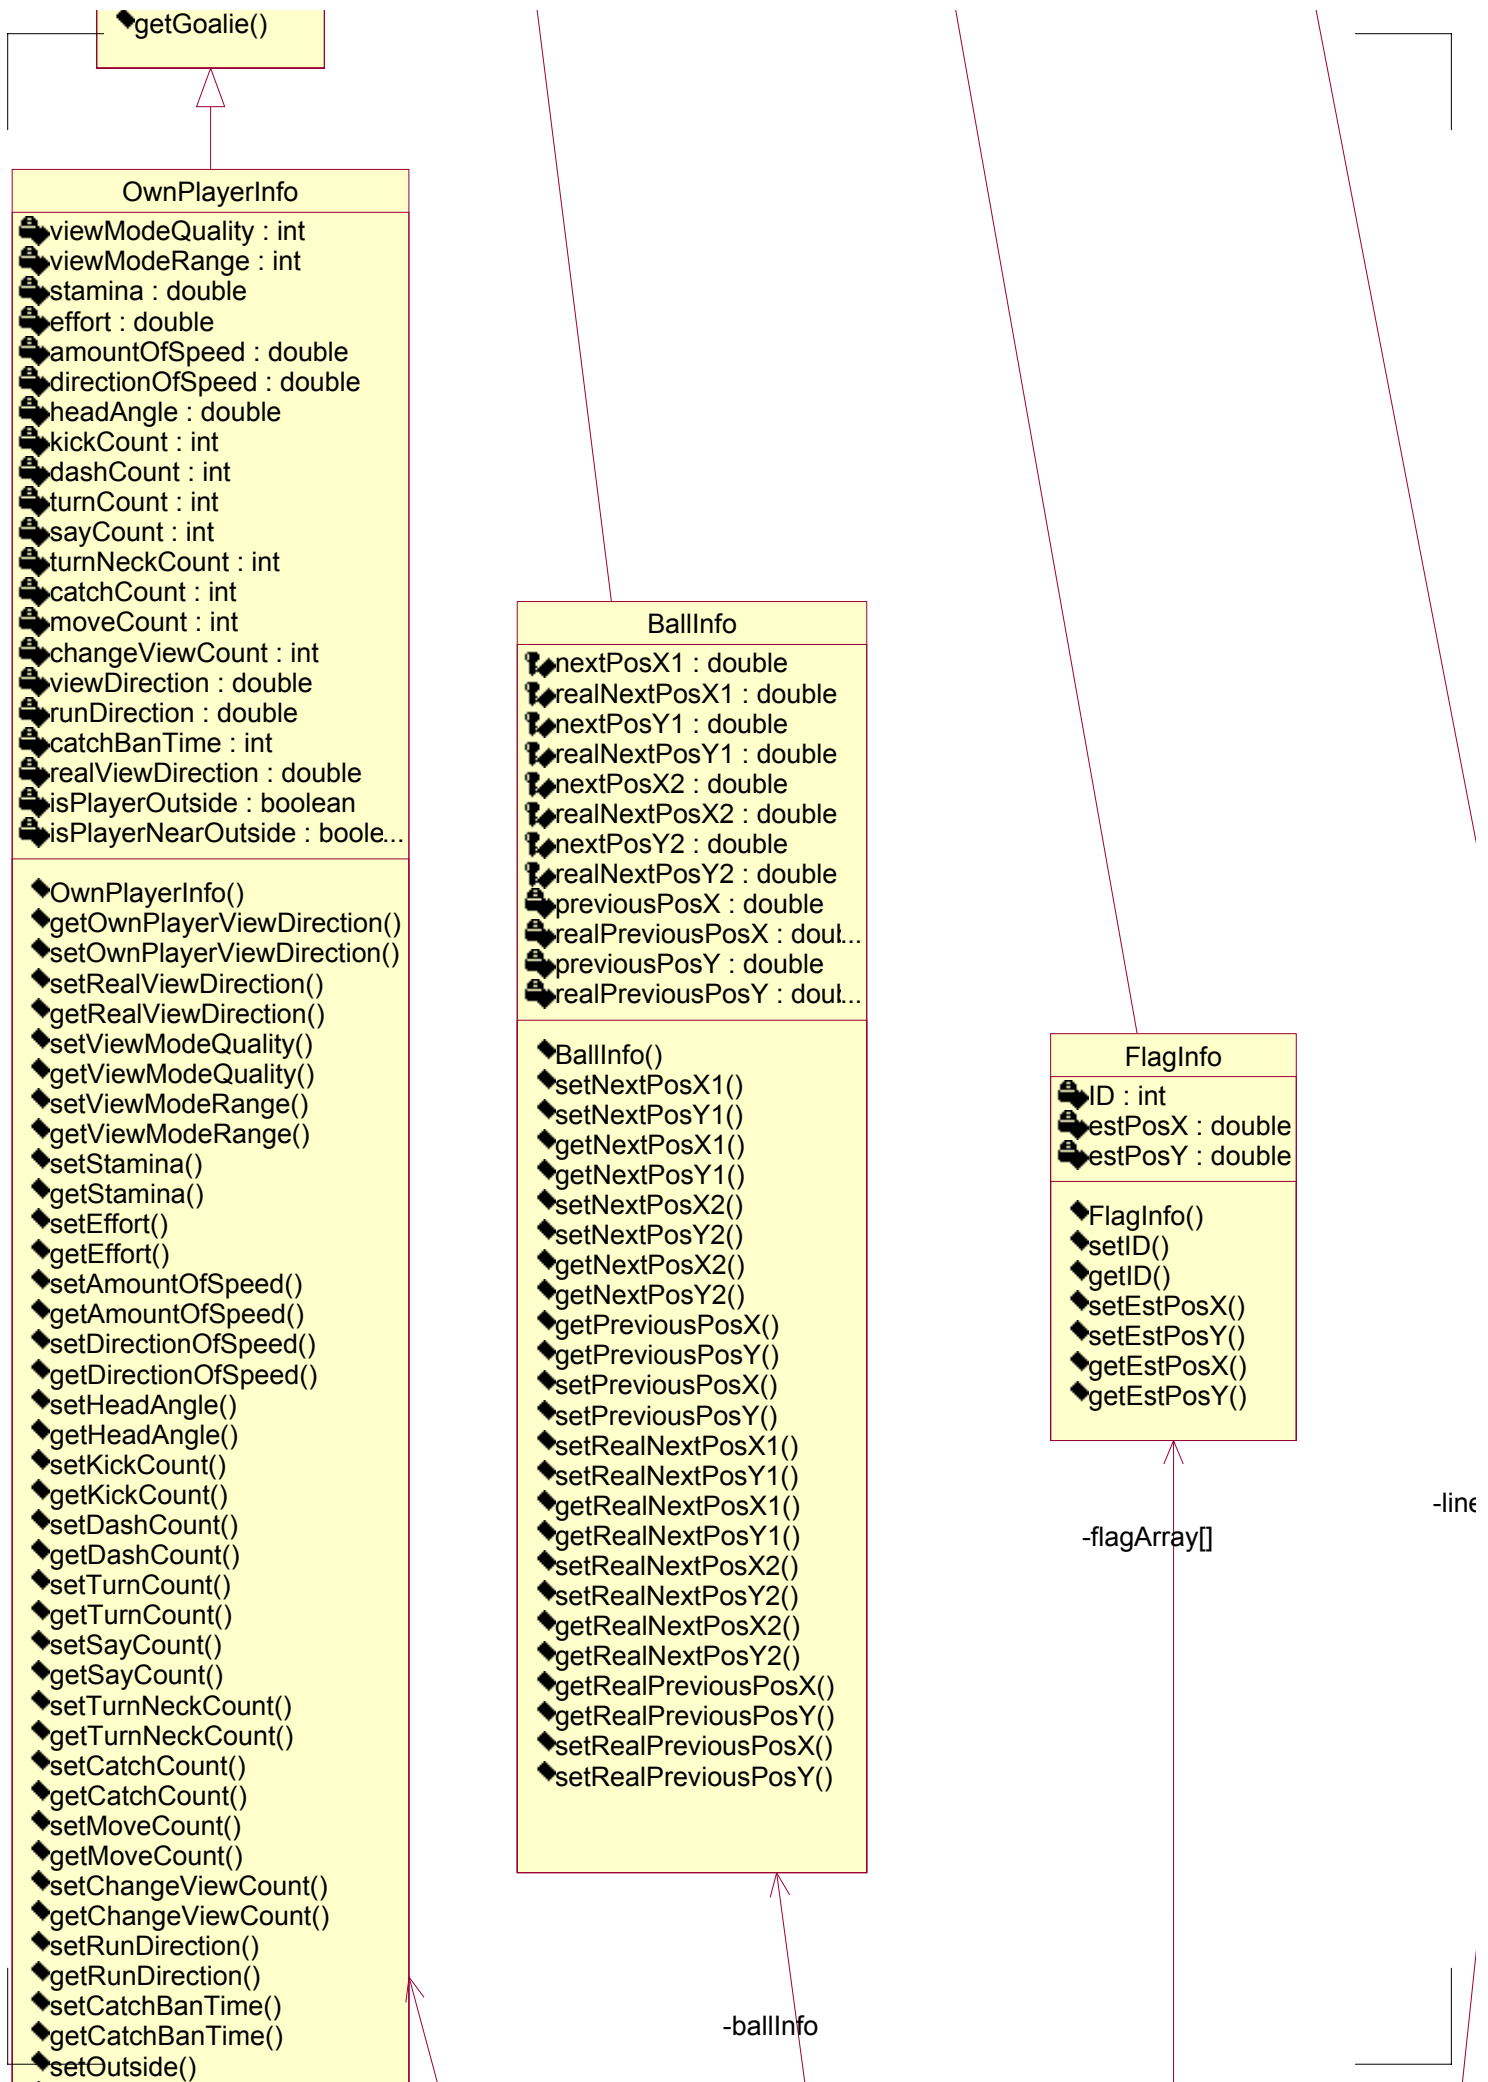 getGoalie()
OwnPlayerInfo
viewModeQuality : int
viewModeRange : int
stamina : double
effort : double
amountOfSpeed : double
directionOfSpeed : double
headAngle : double
kickCount : int
dashCount : int
turnCount : int
sayCount : int
turnNeckCount : int
catchCount : int
moveCount : int
changeViewCount : int
viewDirection : double
runDirection : double
catchBanTime : int
realViewDirection : double
isPlayerOutside : boolean
isPlayerNearOutside : boole...
OwnPlayerInfo()
getOwnPlayerViewDirection()
setOwnPlayerViewDirection()
setRealViewDirection()
getRealViewDirection()
setViewModeQuality()
getViewModeQuality()
setViewModeRange()
getViewModeRange()
setStamina()
getStamina()
setEffort()
getEffort()
setAmountOfSpeed()
getAmountOfSpeed()
setDirectionOfSpeed()
getDirectionOfSpeed()
setHeadAngle()
getHeadAngle()
setKickCount()
getKickCount()
setDashCount()
getDashCount()
setTurnCount()
getTurnCount()
setSayCount()
getSayCount()
setTurnNeckCount()
getTurnNeckCount()
setCatchCount()
getCatchCount()
setMoveCount()
getMoveCount()
setChangeViewCount()
getChangeViewCount()
setRunDirection()
getRunDirection()
setCatchBanTime()
getCatchBanTime()
setOutside()
BallInfo
nextPosX1 : double
realNextPosX1 : double
nextPosY1 : double
realNextPosY1 : double
nextPosX2 : double
realNextPosX2 : double
nextPosY2 : double
realNextPosY2 : double
previousPosX : double
realPreviousPosX : doul...
previousPosY : double
realPreviousPosY : doul...
BallInfo()
setNextPosX1()
setNextPosY1()
getNextPosX1()
getNextPosY1()
setNextPosX2()
setNextPosY2()
getNextPosX2()
getNextPosY2()
getPreviousPosX()
getPreviousPosY()
setPreviousPosX()
setPreviousPosY()
setRealNextPosX1()
setRealNextPosY1()
getRealNextPosX1()
getRealNextPosY1()
setRealNextPosX2()
setRealNextPosY2()
getRealNextPosX2()
getRealNextPosY2()
getRealPreviousPosX()
getRealPreviousPosY()
setRealPreviousPosX()
setRealPreviousPosY()
-ballInfo
FlagInfo
ID : int
estPosX : double
estPosY : double
FlagInfo()
setID()
getID()
setEstPosX()
setEstPosY()
getEstPosX()
getEstPosY()
-flagArray[]
-line